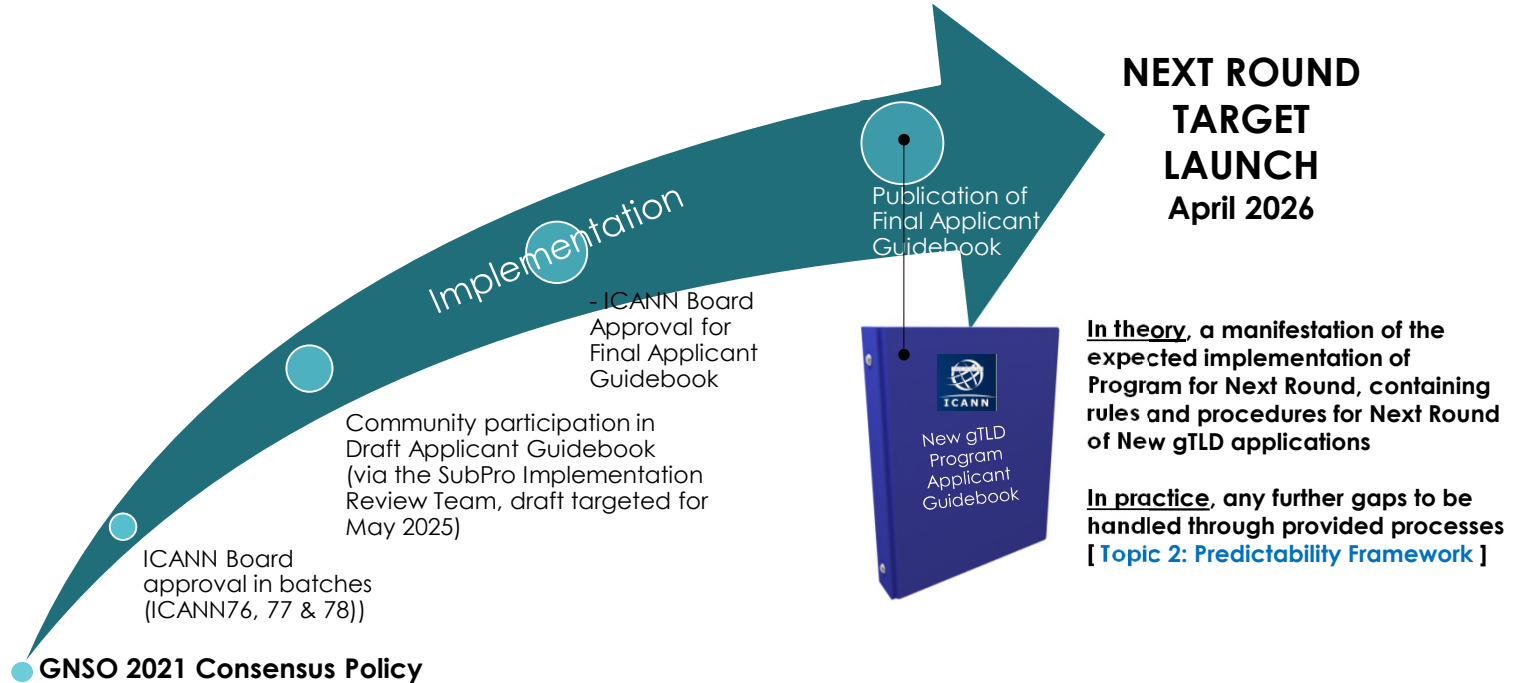 NEXT ROUND
TARGET
LAUNCH
April 2026
Implementation
Publication of
Final Applicant
Guidebook
- ICANN Board
Approval for
Final Applicant
Guidebook
Community participation in
Draft Applicant Guidebook
(via the SubPro Implementation
Review Team, draft targeted for
May 2025)
ICANN Board
approval in batches
(ICANN76, 77 & 78))
GNSO 2021 Consensus Policy
ICANN
New gTLD
Program
Applicant
Guidebook
In theory, a manifestation of the
expected implementation of
Program for Next Round, containing
rules and procedures for Next Round
of New gTLD applications
In practice, any further gaps to be
handled through provided processes
[ Topic 2: Predictability Framework ]